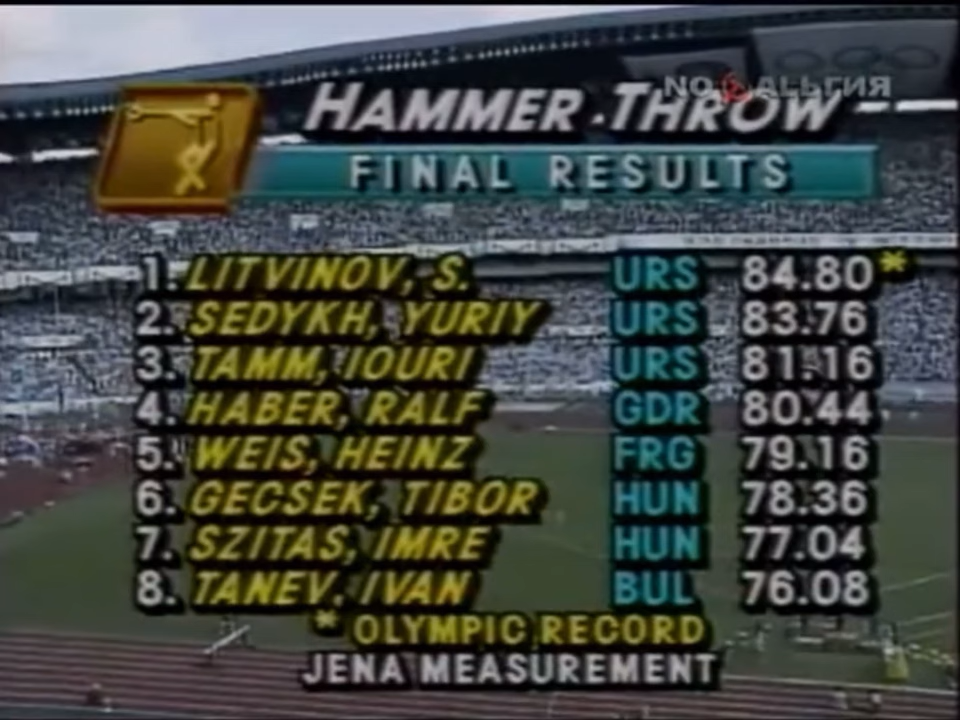 NOСТАЛЬГИЯ
HAMMER THROW
FINAL RESULTS
1. LITVINOV, S. URS 84.80*
2. SEDYKH, YURIY URS 83.76
3. TAMM, IOURI URS 81.16
4. HABER, RALF GDR 80.44
5. WEIS, HEINZ FRG 79.16
6. GECSEK, TIBOR HUN 78.36
7. SZITAS, IMRE HUN 77.04
8. TANEV, IVAN BUL 76.08
* OLYMPIC RECORD
JENA MEASUREMENT